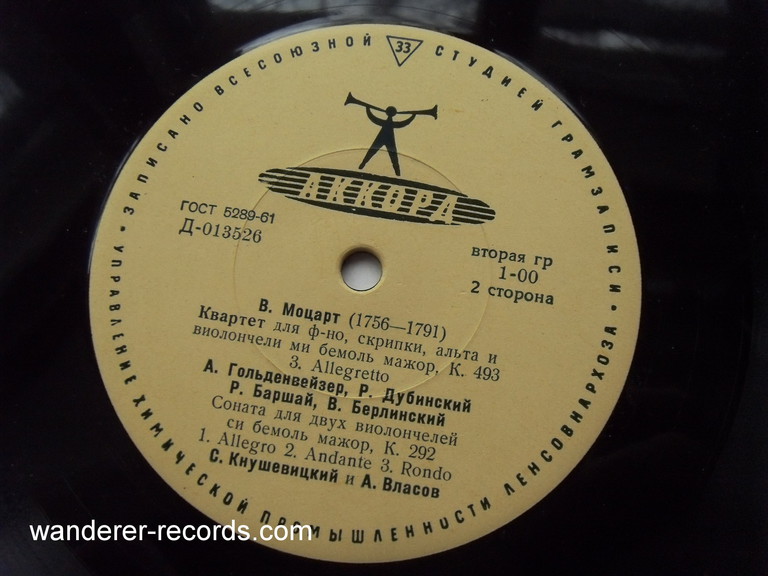 • ЗАПИСАНО ВСЕСОЮЗНОЙ 33 СТУДИЕЙ ГРАМЗАПИСИ •
АККОРД
ГОСТ 5289-61
Д-013526
вторая гр
1-00
2 сторона
В. Моцарт (1756—1791)
Квартет для ф-но, скрипки, альта и
виолончели ми бемоль мажор, К. 493
3. Allegretto
А. Гольденвейзер, Р. Дубинский
Р. Баршай, В. Берлинский
Соната для двух виолончелей
си бемоль мажор, К. 292
1. Allegro 2. Andante 3. Rondo
С. Кнушевицкий и А. Власов
УПРАВЛЕНИЕ ХИМИЧЕСКОЙ ПРОМЫШЛЕННОСТИ ЛЕНСОВНАРХОЗА
wanderer-records.com